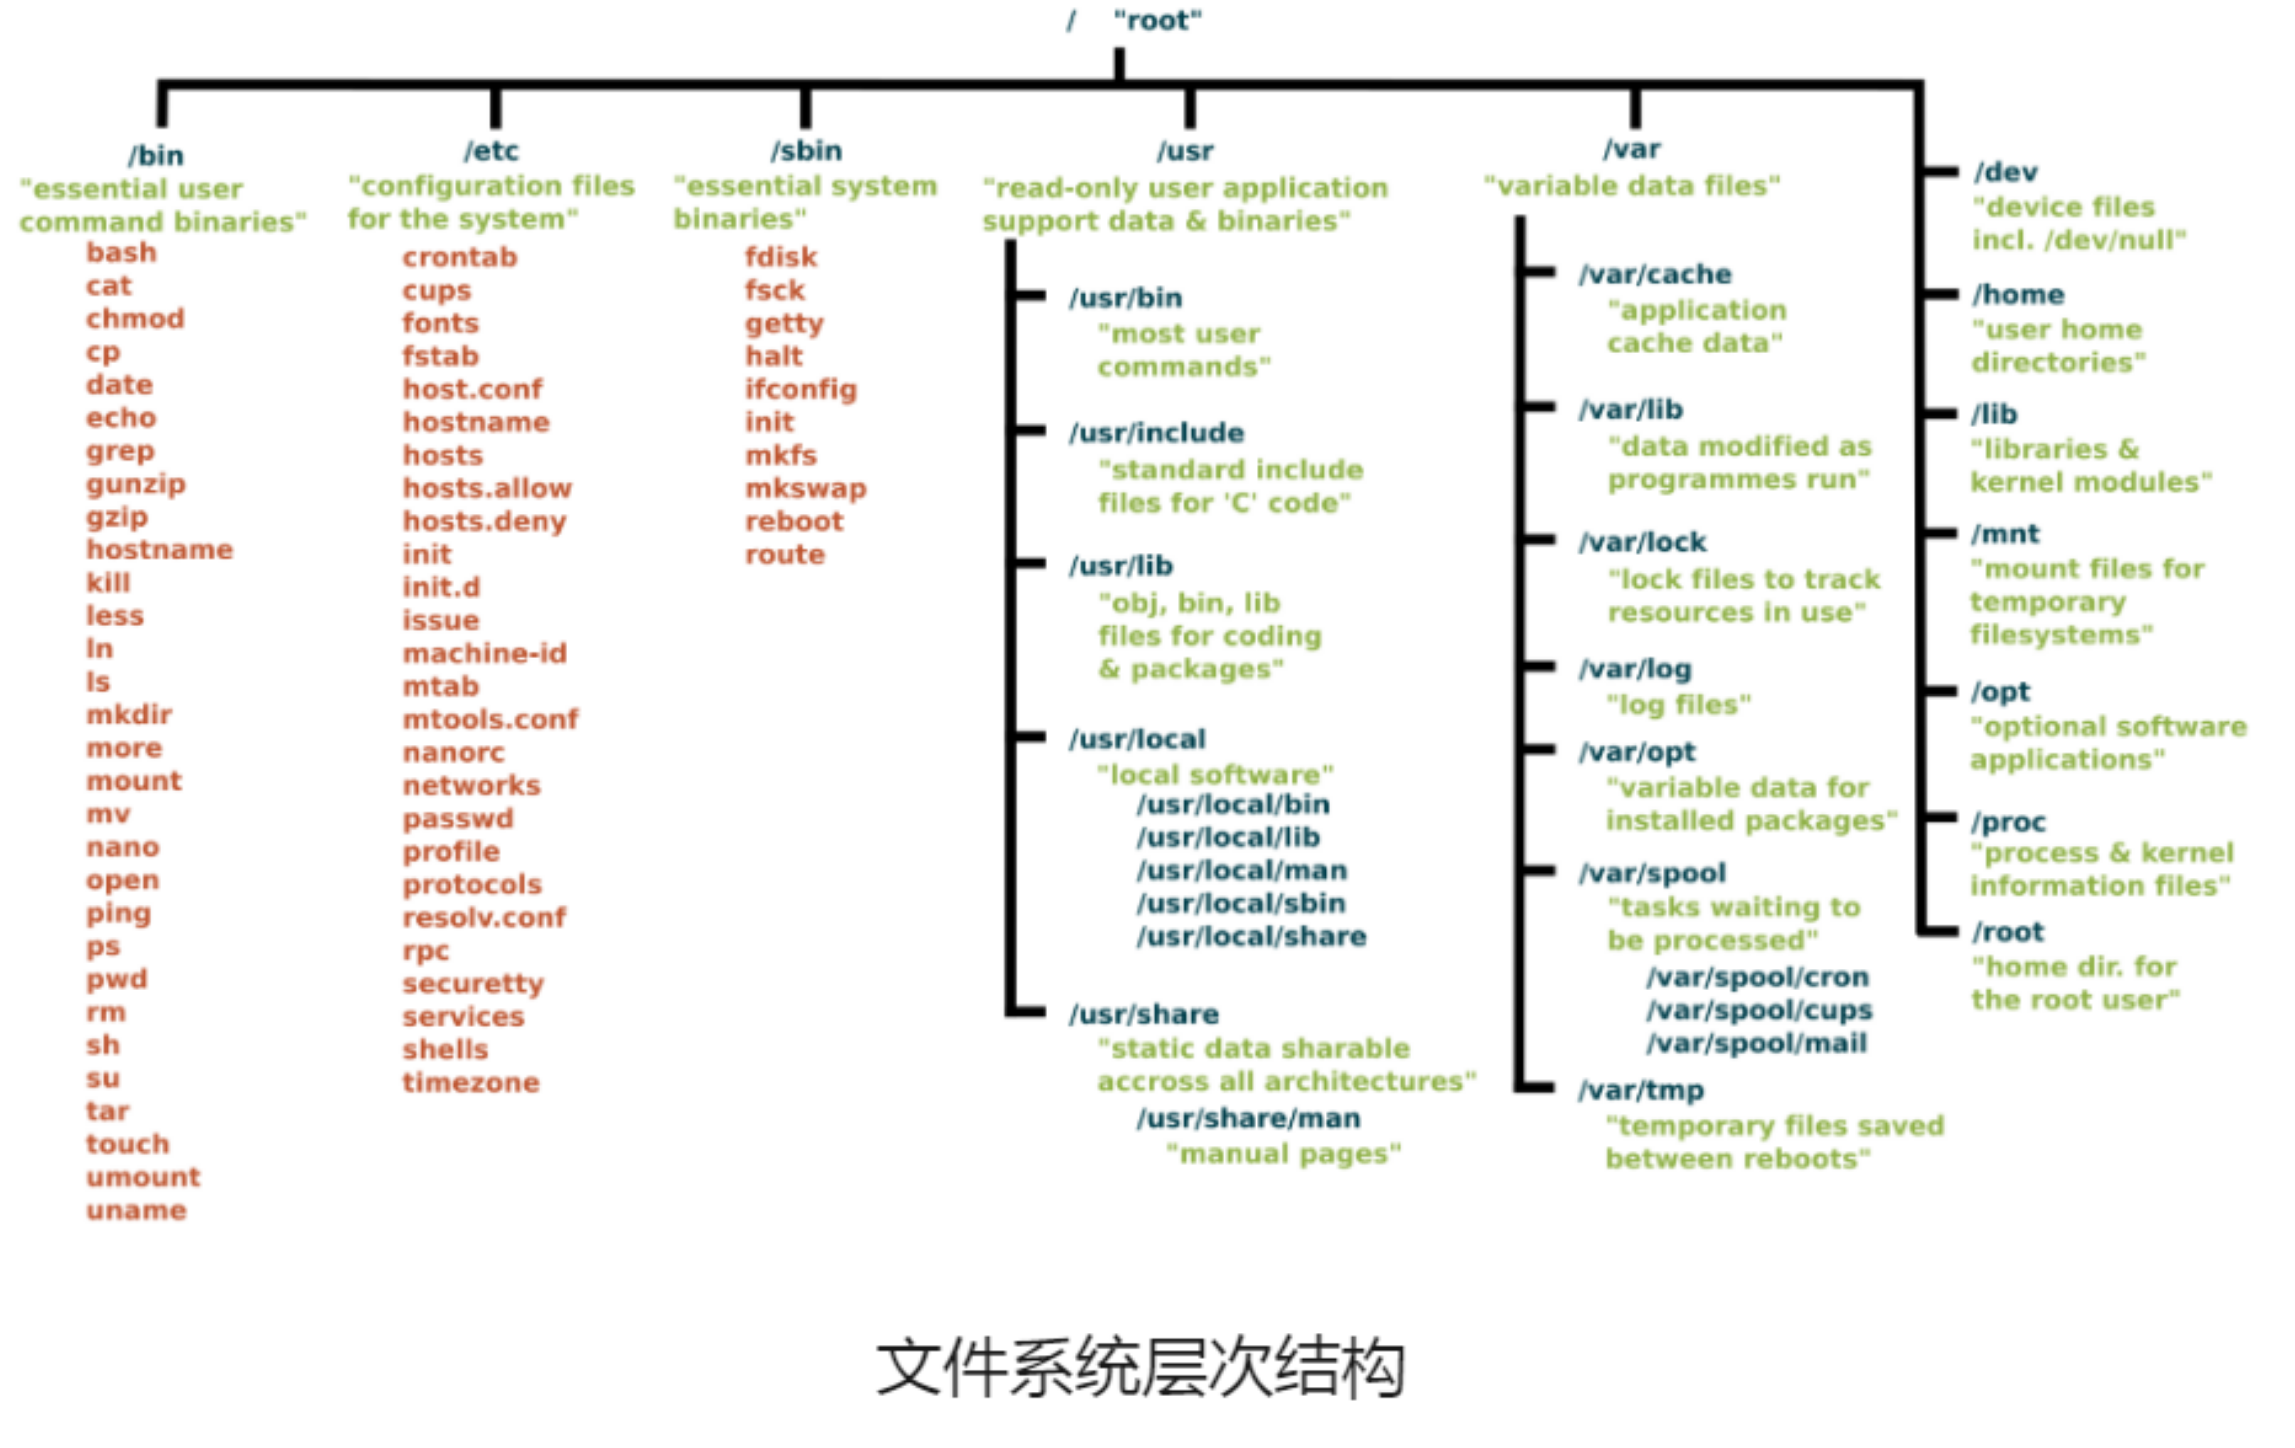 / "root"
/bin
"essential user
command binaries"
bash
cat
chmod
cp
date
echo
grep
gunzip
gzip
hostname
kill
less
ln
ls
mkdir
more
mount
mv
nano
open
ping
ps
pwd
rm
sh
su
tar
touch
umount
uname
/etc
"configuration files
for the system"
crontab
cups
fonts
fstab
host.conf
hostname
hosts
hosts.allow
hosts.deny
init
init.d
issue
machine-id
mtab
mtools.conf
nanorc
networks
passwd
profile
protocols
resolv.conf
rpc
securetty
services
shells
timezone
/sbin
"essential system
binaries"
fdisk
fsck
getty
halt
ifconfig
init
mkfs
mkswap
reboot
route
/usr
"read-only user application
support data & binaries"
/usr/bin
"most user
commands"
/usr/include
"standard include
files for 'C' code"
/usr/lib
"obj, bin, lib
files for coding
& packages"
/usr/local
"local software"
/usr/local/bin
/usr/local/lib
/usr/local/man
/usr/local/sbin
/usr/local/share
/usr/share
"static data sharable
accross all architectures"
/usr/share/man
"manual pages"
/var
"variable data files"
/var/cache
"application
cache data"
/var/lib
"data modified as
programmes run"
/var/lock
"lock files to track
resources in use"
/var/log
"log files"
/var/opt
"variable data for
installed packages"
/var/spool
"tasks waiting to
be processed"
/var/spool/cron
/var/spool/cups
/var/spool/mail
/var/tmp
"temporary files saved
between reboots"
/dev
"device files
incl. /dev/null"
/home
"user home
directories"
/lib
"libraries &
kernel modules"
/mnt
"mount files for
temporary
filesystems"
/opt
"optional software
applications"
/proc
"process & kernel
information files"
/root
"home dir. for
the root user"
文件系统层次结构